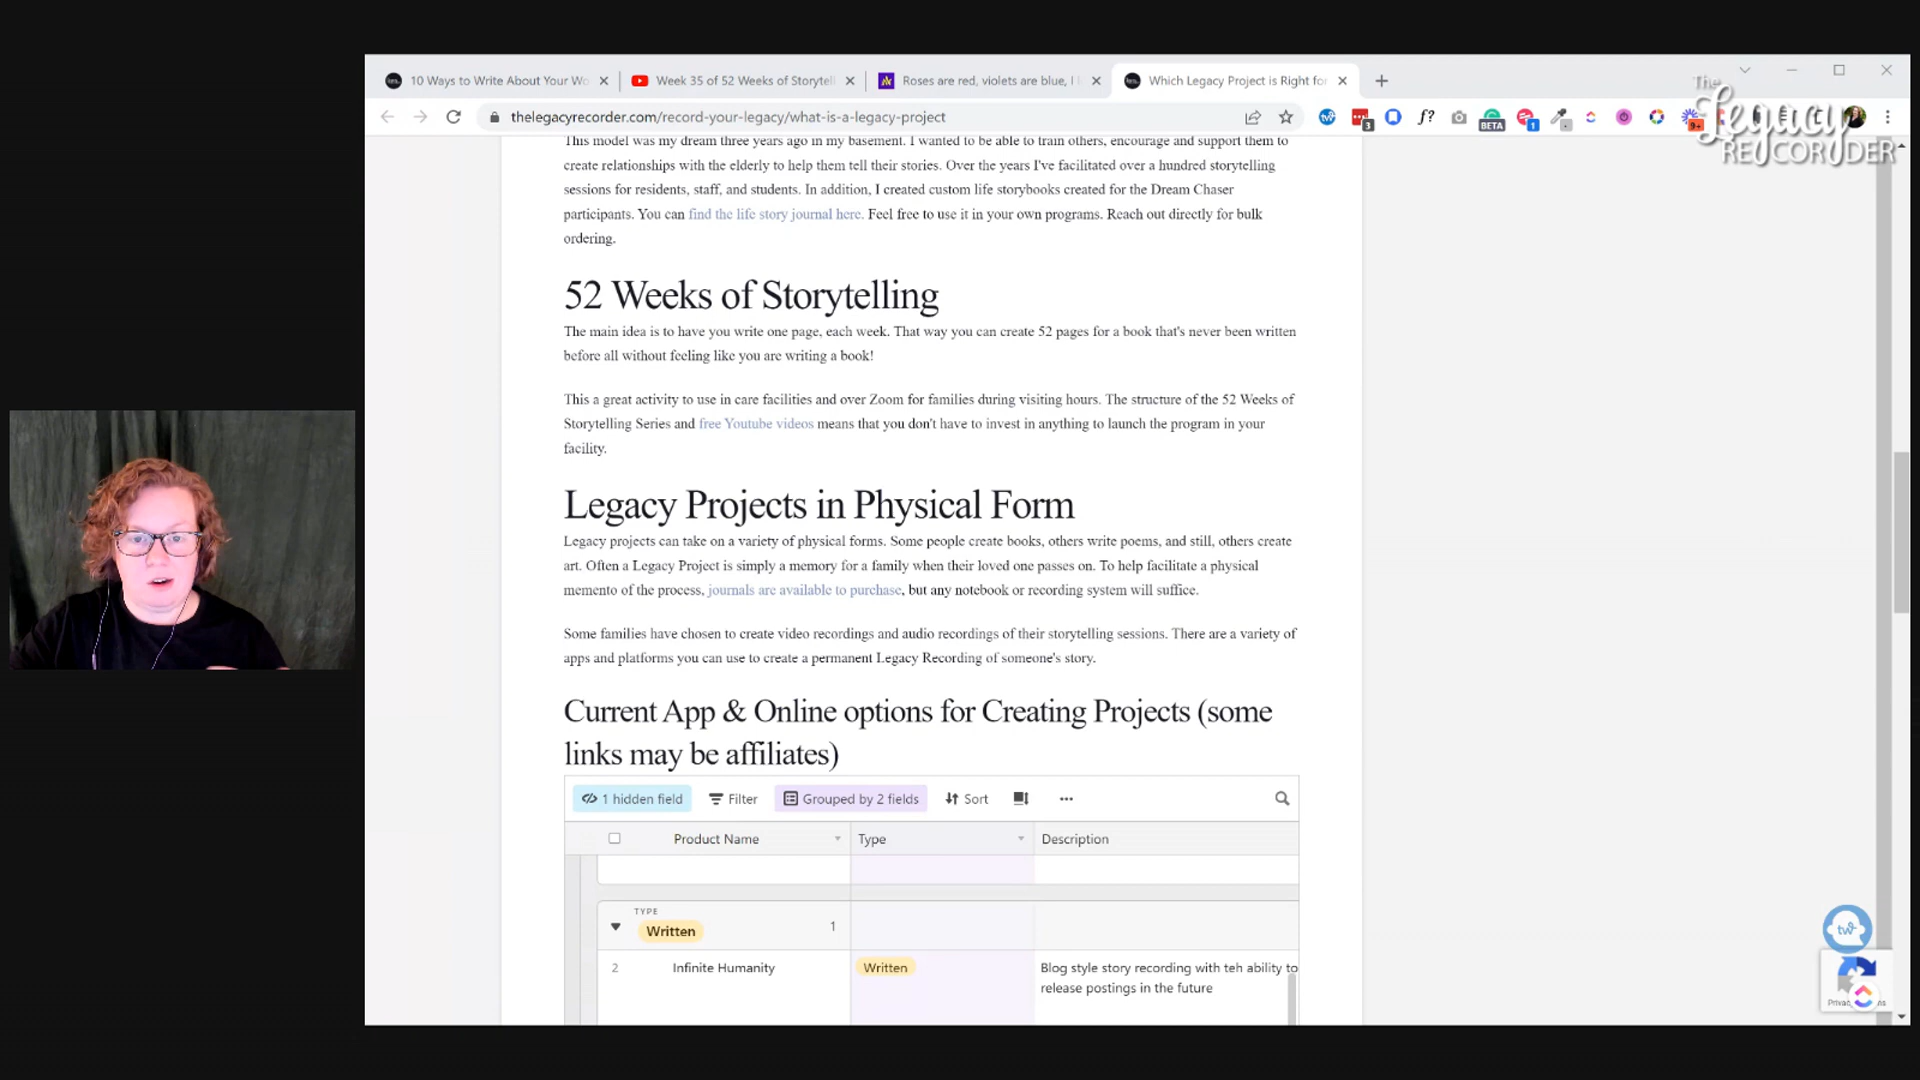 10 Ways to Write About Your Wo
Week 35 of 52 Weeks of Storytell
Roses are red, violets are blue, I l
Which Legacy Project is Right for
The
Legacy
RECORDER
thelegacyrecorder.com/record-your-legacy/what-is-a-legacy-project
f?
3
BETA
1
9+
This model was my dream three years ago in my basement. I wanted to be able to train others, encourage and support them to
create relationships with the elderly to help them tell their stories. Over the years I've facilitated over a hundred storytelling
sessions for residents, staff, and students. In addition, I created custom life storybooks created for the Dream Chaser
participants. You can find the life story journal here. Feel free to use it in your own programs. Reach out directly for bulk
ordering.
52 Weeks of Storytelling
The main idea is to have you write one page, each week. That way you can create 52 pages for a book that's never been written
before all without feeling like you are writing a book!
This a great activity to use in care facilities and over Zoom for families during visiting hours. The structure of the 52 Weeks of
Storytelling Series and free Youtube videos means that you don't have to invest in anything to launch the program in your
facility.
Legacy Projects in Physical Form
Legacy projects can take on a variety of physical forms. Some people create books, others write poems, and still, others create
art. Often a Legacy Project is simply a memory for a family when their loved one passes on. To help facilitate a physical
memento of the process, journals are available to purchase, but any notebook or recording system will suffice.
Some families have chosen to create video recordings and audio recordings of their storytelling sessions. There are a variety of
apps and platforms you can use to create a permanent Legacy Recording of someone's story.
Current App & Online options for Creating Projects (some
links may be affiliates)
1 hidden field Filter Grouped by 2 fields Sort
Product Name Type Description
TYPE
Written 1
2 Infinite Humanity Written Blog style story recording with teh ability to
release postings in the future
tw